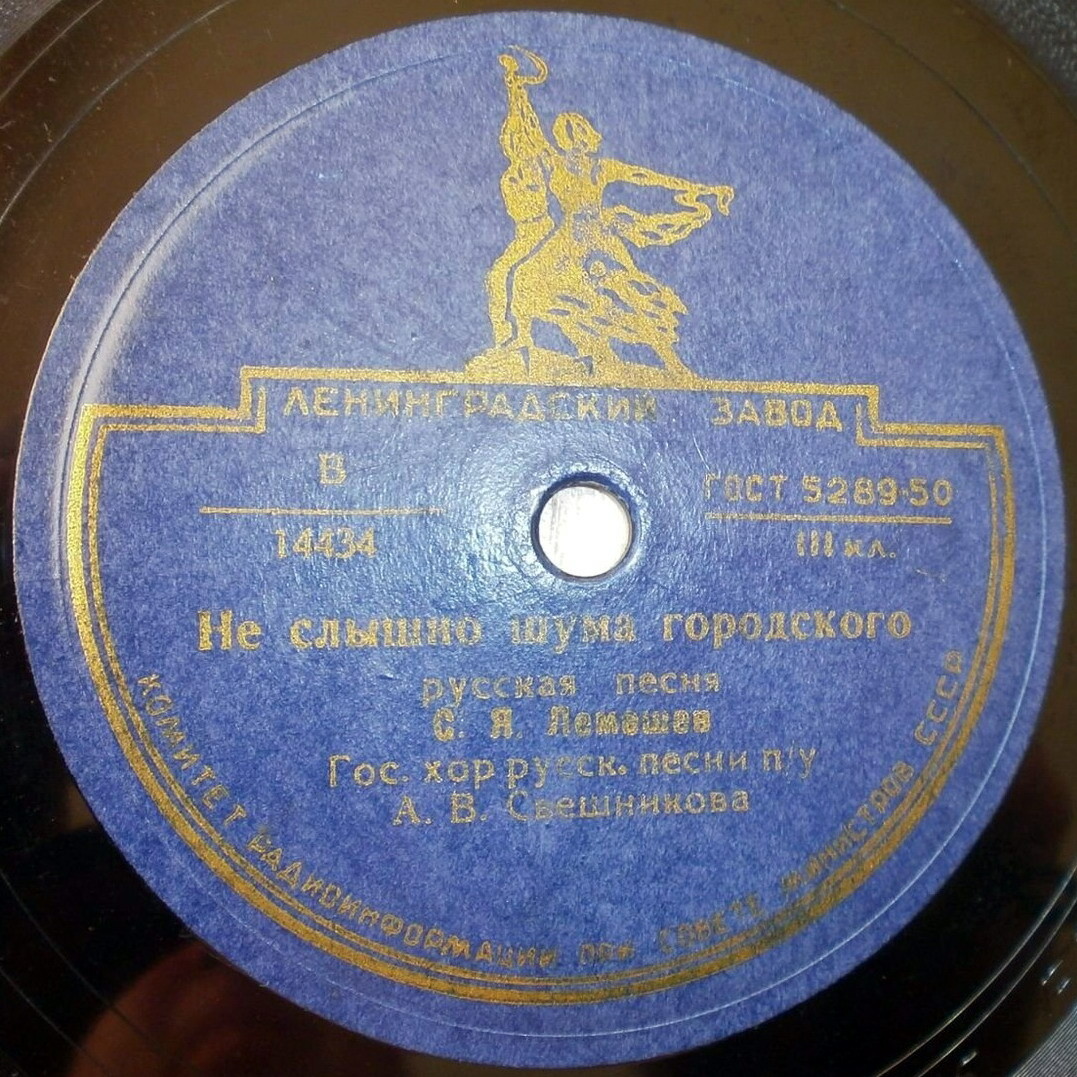 ЛЕНИНГРАДСКИЙ ЗАВОД
В
14434
ГОСТ 5289-50
III кл.
Не слышно шума городского
русская песня
С. Я. Лемешев
Гос. хор русск. песни п/у
А. В. Свешникова
КОМИТЕТ РАДИОИНФОРМАЦИИ ПРИ СОВЕТЕ МИНИСТРОВ СССР